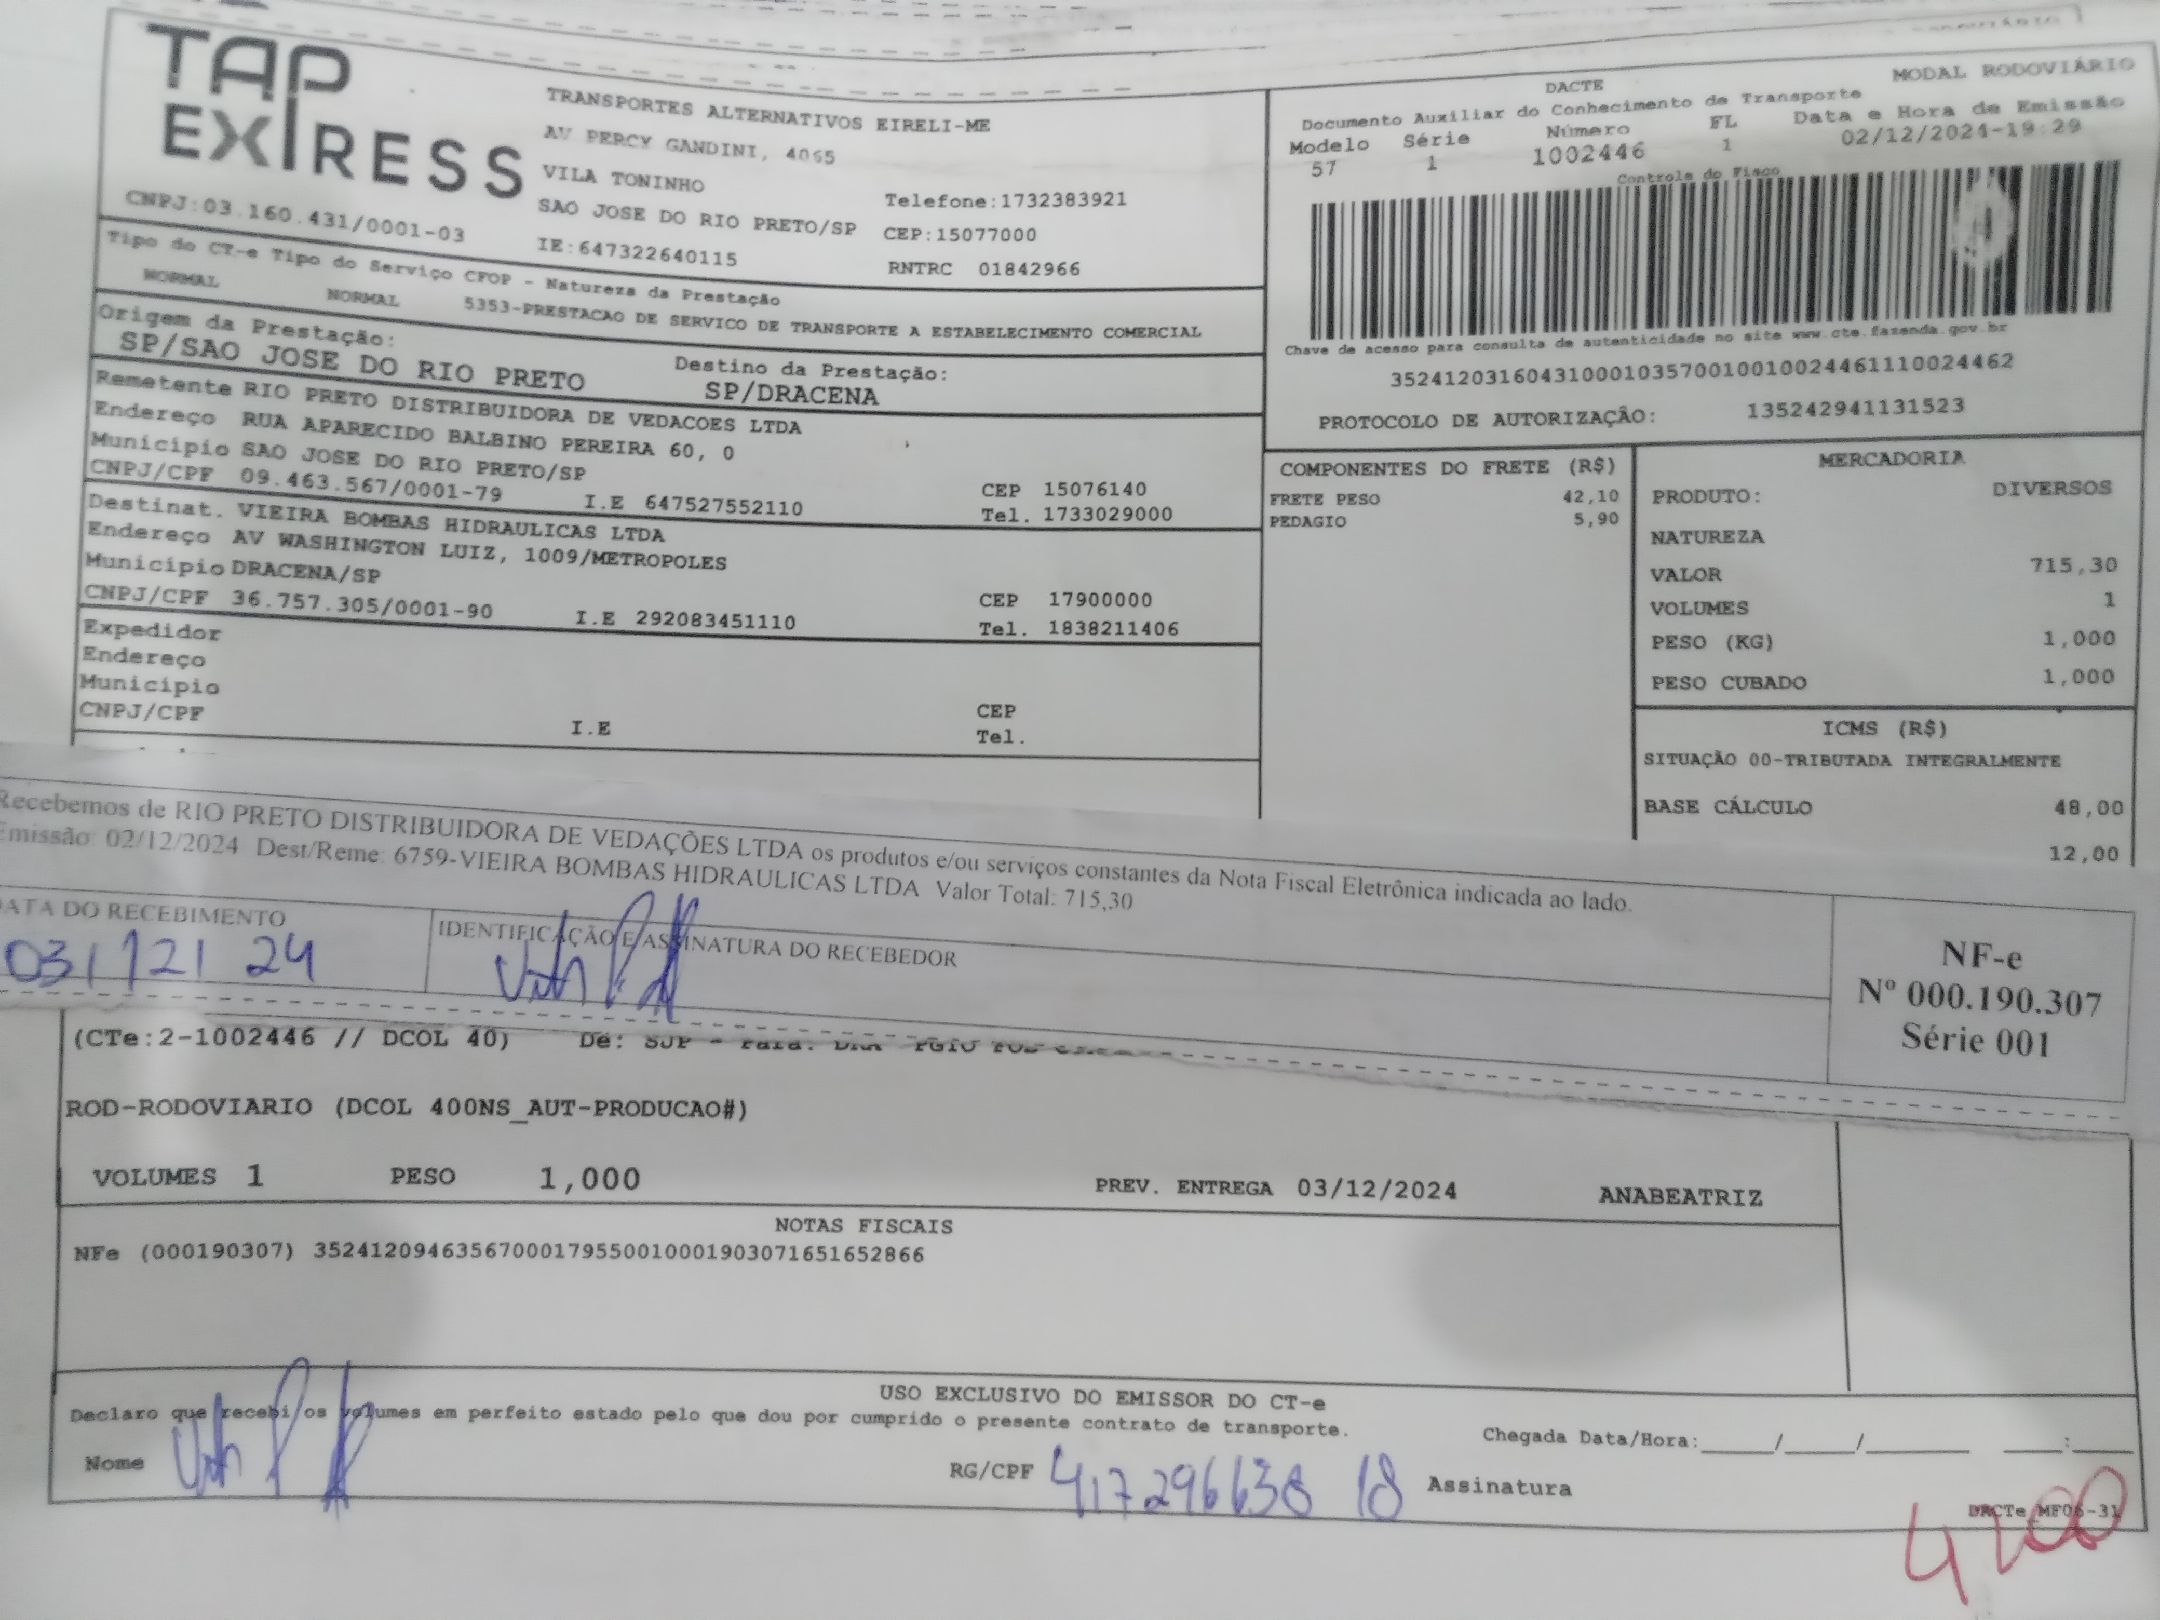 TAP
EXPRESS
TRANSPORTES ALTERNATIVOS EIRELI-ME
AV PERCY GANDINI, 4065
VILA TONINHO
SAO JOSE DO RIO PRETO/SP
IE:647322640115
Telefone:1732383921
CEP:15077000
RNTRC 01842966
CNPJ:03.160.431/0001-03
MODAL RODOVIÁRIO
DACTE
Documento Auxiliar do Conhecimento de Transporte
Modelo Série Número FL Data e Hora de Emissão
57 1 1002446 1 02/12/2024-19:29
Controle do Fisco
Chave de acesso para consulta de autenticidade no site www.cte.fazenda.gov.br
35241203160431000103570010010024461110024462
PROTOCOLO DE AUTORIZAÇÃO: 135242941131523
Tipo do CT-e Tipo do Serviço CFOP - Natureza da Prestação
NORMAL NORMAL 5353-PRESTACAO DE SERVICO DE TRANSPORTE A ESTABELECIMENTO COMERCIAL
Origem da Prestação: Destino da Prestação:
SP/SAO JOSE DO RIO PRETO SP/DRACENA
Remetente RIO PRETO DISTRIBUIDORA DE VEDACOES LTDA
Endereço RUA APARECIDO BALBINO PEREIRA 60, 0
Município SAO JOSE DO RIO PRETO/SP CEP 15076140
CNPJ/CPF 09.463.567/0001-79 I.E 647527552110 Tel. 1733029000
Destinat. VIEIRA BOMBAS HIDRAULICAS LTDA
Endereço AV WASHINGTON LUIZ, 1009/METROPOLES
Município DRACENA/SP CEP 17900000
CNPJ/CPF 36.757.305/0001-90 I.E 292083451110 Tel. 1838211406
Expedidor
Endereço
Município CEP
CNPJ/CPF I.E Tel.
COMPONENTES DO FRETE (R$)
FRETE PESO 42,10
PEDAGIO 5,90
MERCADORIA
PRODUTO: DIVERSOS
NATUREZA
VALOR 715,30
VOLUMES 1
PESO (KG) 1,000
PESO CUBADO 1,000
ICMS (R$)
SITUAÇÃO 00-TRIBUTADA INTEGRALMENTE
BASE CÁLCULO 48,00
12,00
Recebemos de RIO PRETO DISTRIBUIDORA DE VEDAÇÕES LTDA os produtos e/ou serviços constantes da Nota Fiscal Eletrônica indicada ao lado.
Emissão: 02/12/2024 Dest/Reme: 6759-VIEIRA BOMBAS HIDRAULICAS LTDA Valor Total: 715,30
DATA DO RECEBIMENTO IDENTIFICAÇÃO E ASSINATURA DO RECEBEDOR
03/12/24
NF-e
Nº 000.190.307
Série 001
(CTe:2-1002446 // DCOL 40) De: SJP - Para: DRA
ROD-RODOVIARIO (DCOL 400NS_AUT-PRODUCAO#)
VOLUMES 1 PESO 1,000 PREV. ENTREGA 03/12/2024 ANABEATRIZ
NOTAS FISCAIS
NFe (000190307) 35241209463567000179550010001903071651652866
USO EXCLUSIVO DO EMISSOR DO CT-e
Declaro que recebi os volumes em perfeito estado pelo que dou por cumprido o presente contrato de transporte.
Chegada Data/Hora:____/____/______ ___:____
Nome RG/CPF 417296638 18 Assinatura
DACTe_MF06-31